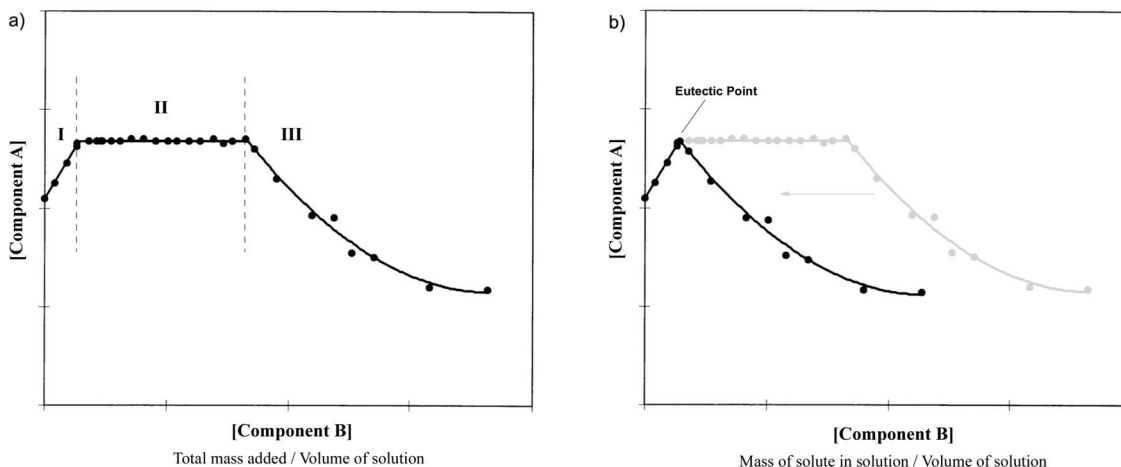 a)
I
II
III
[Component A]
[Component B]
Total mass added / Volume of solution
b)
Eutectic Point
[Component A]
[Component B]
Mass of solute in solution / Volume of solution